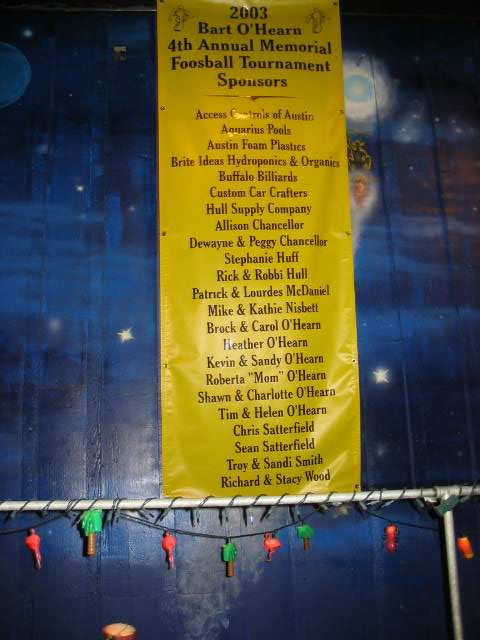 2003
Bart O'Hearn
4th Annual Memorial
Foosball Tournament
Sponsors
Access Controls of Austin
Aquarius Pools
Austin Foam Plastics
Brite Ideas Hydroponics & Organics
Buffalo Billiards
Custom Car Crafters
Hull Supply Company
Allison Chancellor
Dewayne & Peggy Chancellor
Stephanie Huff
Rick & Robbi Hull
Patrick & Lourdes McDaniel
Mike & Kathie Nisbett
Brock & Carol O'Hearn
Heather O'Hearn
Kevin & Sandy O'Hearn
Roberta "Mom" O'Hearn
Shawn & Charlotte O'Hearn
Tim & Helen O'Hearn
Chris Satterfield
Sean Satterfield
Troy & Sandi Smith
Richard & Stacy Wood